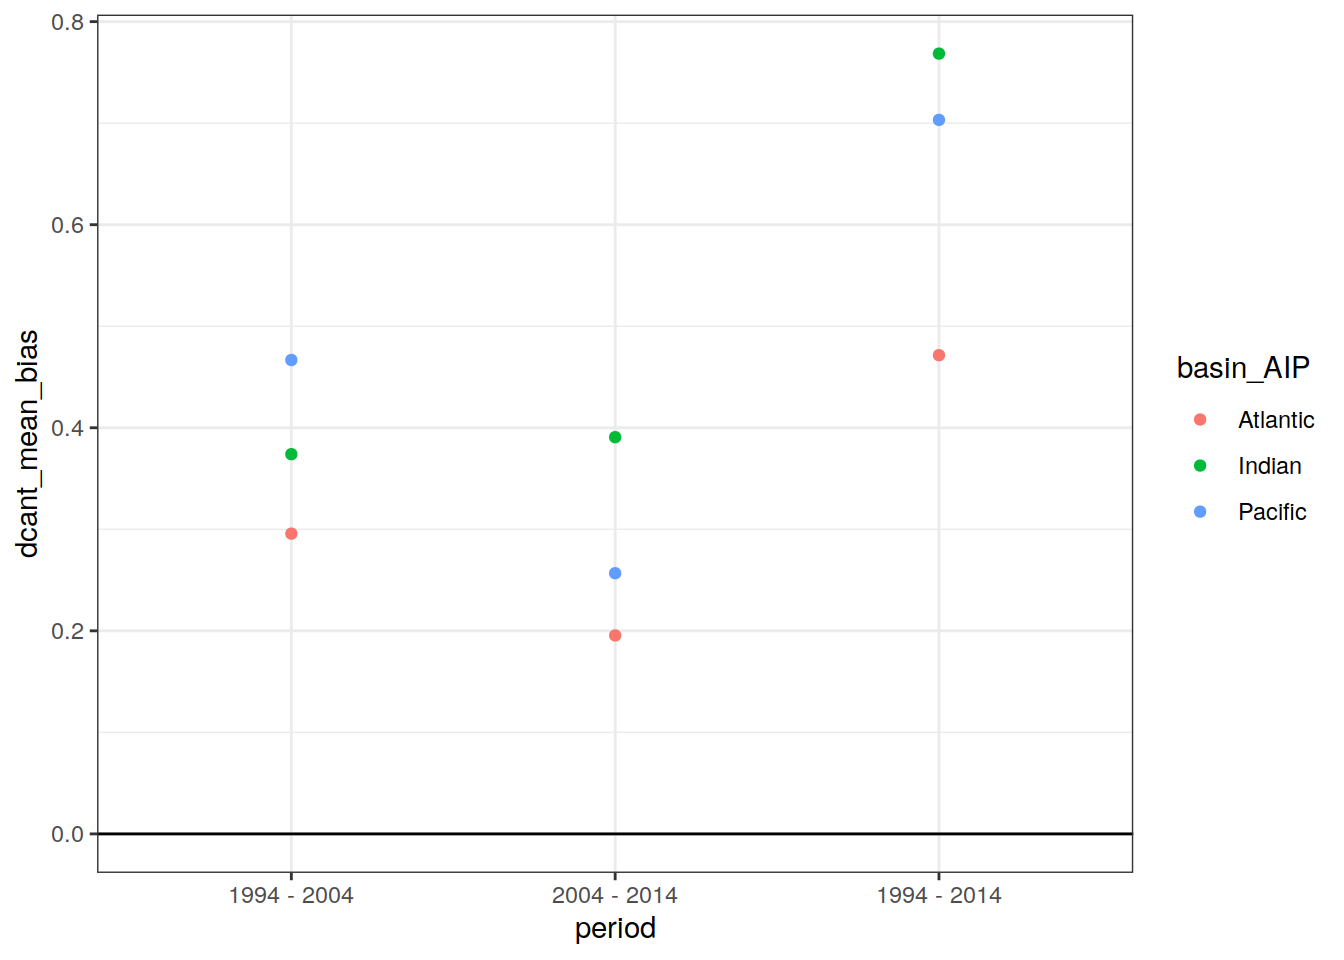 0.8
0.6
0.4
0.2
0.0
dcant_mean_bias
1994 - 2004
2004 - 2014
1994 - 2014
period
basin_AIP
Atlantic
Indian
Pacific